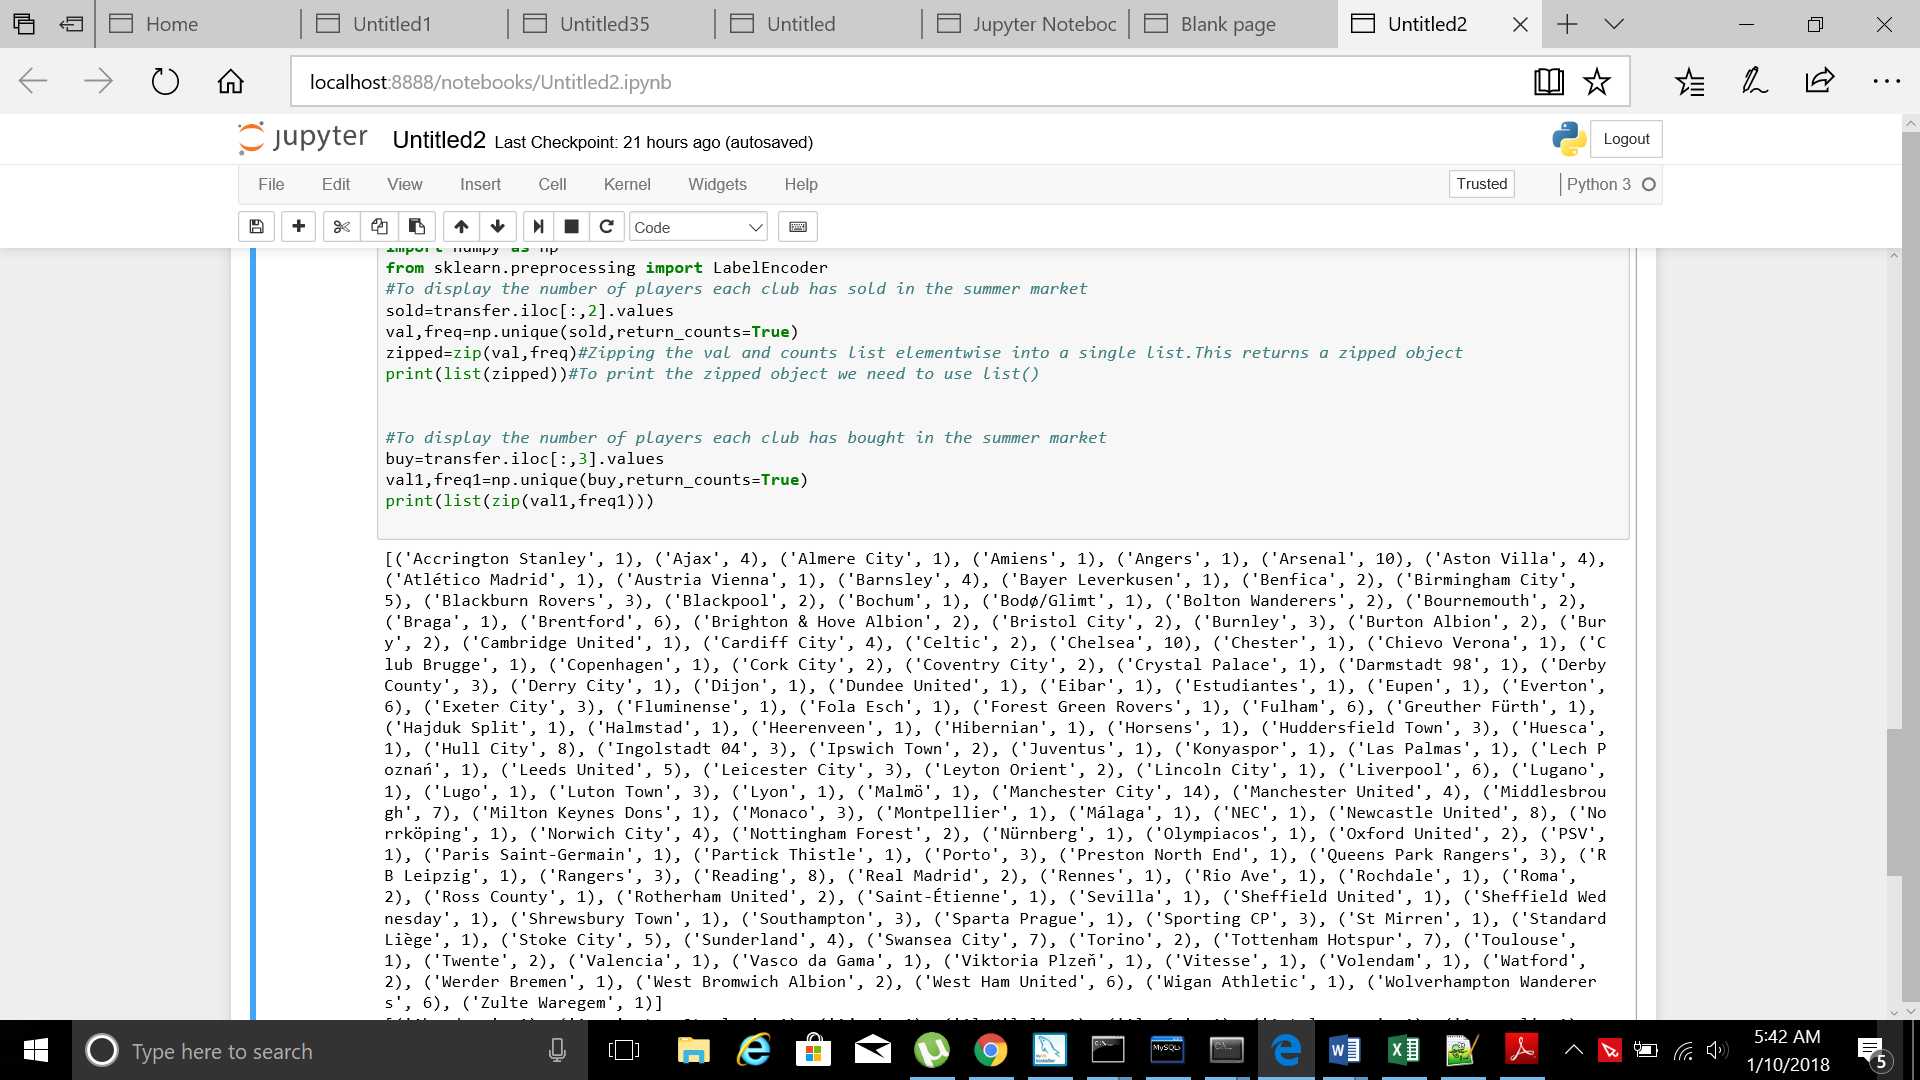 Home
Untitled1
Untitled35
Untitled
Jupyter Noteboc
Blank page
Untitled2
localhost:8888/notebooks/Untitled2.ipynb
jupyter Untitled2 Last Checkpoint: 21 hours ago (autosaved)
Logout
File Edit View Insert Cell Kernel Widgets Help
Trusted
Python 3
Code
import numpy as np
from sklearn.preprocessing import LabelEncoder
#To display the number of players each club has sold in the summer market
sold=transfer.iloc[:,2].values
val,freq=np.unique(sold,return_counts=True)
zipped=zip(val,freq)#Zipping the val and counts list elementwise into a single list.This returns a zipped object
print(list(zipped))#To print the zipped object we need to use list()
#To display the number of players each club has bought in the summer market
buy=transfer.iloc[:,3].values
val1,freq1=np.unique(buy,return_counts=True)
print(list(zip(val1,freq1)))
[('Accrington Stanley', 1), ('Ajax', 4), ('Almere City', 1), ('Amiens', 1), ('Angers', 1), ('Arsenal', 10), ('Aston Villa', 4),
('Atlético Madrid', 1), ('Austria Vienna', 1), ('Barnsley', 4), ('Bayer Leverkusen', 1), ('Benfica', 2), ('Birmingham City',
5), ('Blackburn Rovers', 3), ('Blackpool', 2), ('Bochum', 1), ('Bodø/Glimt', 1), ('Bolton Wanderers', 2), ('Bournemouth', 2),
('Braga', 1), ('Brentford', 6), ('Brighton & Hove Albion', 2), ('Bristol City', 2), ('Burnley', 3), ('Burton Albion', 2), ('Bur
y', 2), ('Cambridge United', 1), ('Cardiff City', 4), ('Celtic', 2), ('Chelsea', 10), ('Chester', 1), ('Chievo Verona', 1), ('C
lub Brugge', 1), ('Copenhagen', 1), ('Cork City', 2), ('Coventry City', 2), ('Crystal Palace', 1), ('Darmstadt 98', 1), ('Derby
County', 3), ('Derry City', 1), ('Dijon', 1), ('Dundee United', 1), ('Eibar', 1), ('Estudiantes', 1), ('Eupen', 1), ('Everton',
6), ('Exeter City', 3), ('Fluminense', 1), ('Fola Esch', 1), ('Forest Green Rovers', 1), ('Fulham', 6), ('Greuther Fürth', 1),
('Hajduk Split', 1), ('Halmstad', 1), ('Heerenveen', 1), ('Hibernian', 1), ('Horsens', 1), ('Huddersfield Town', 3), ('Huesca',
1), ('Hull City', 8), ('Ingolstadt 04', 3), ('Ipswich Town', 2), ('Juventus', 1), ('Konyaspor', 1), ('Las Palmas', 1), ('Lech P
oznań', 1), ('Leeds United', 5), ('Leicester City', 3), ('Leyton Orient', 2), ('Lincoln City', 1), ('Liverpool', 6), ('Lugano',
1), ('Lugo', 1), ('Luton Town', 3), ('Lyon', 1), ('Malmö', 1), ('Manchester City', 14), ('Manchester United', 4), ('Middlesbrou
gh', 7), ('Milton Keynes Dons', 1), ('Monaco', 3), ('Montpellier', 1), ('Málaga', 1), ('NEC', 1), ('Newcastle United', 8), ('No
rrköping', 1), ('Norwich City', 4), ('Nottingham Forest', 2), ('Nürnberg', 1), ('Olympiacos', 1), ('Oxford United', 2), ('PSV',
1), ('Paris Saint-Germain', 1), ('Partick Thistle', 1), ('Porto', 3), ('Preston North End', 1), ('Queens Park Rangers', 3), ('R
B Leipzig', 1), ('Rangers', 3), ('Reading', 8), ('Real Madrid', 2), ('Rennes', 1), ('Rio Ave', 1), ('Rochdale', 1), ('Roma',
2), ('Ross County', 1), ('Rotherham United', 2), ('Saint-Étienne', 1), ('Sevilla', 1), ('Sheffield United', 1), ('Sheffield Wed
nesday', 1), ('Shrewsbury Town', 1), ('Southampton', 3), ('Sparta Prague', 1), ('Sporting CP', 3), ('St Mirren', 1), ('Standard
Liège', 1), ('Stoke City', 5), ('Sunderland', 4), ('Swansea City', 7), ('Torino', 2), ('Tottenham Hotspur', 7), ('Toulouse',
1), ('Twente', 2), ('Valencia', 1), ('Vasco da Gama', 1), ('Viktoria Plzeň', 1), ('Vitesse', 1), ('Volendam', 1), ('Watford',
2), ('Werder Bremen', 1), ('West Bromwich Albion', 2), ('West Ham United', 6), ('Wigan Athletic', 1), ('Wolverhampton Wanderer
s', 6), ('Zulte Waregem', 1)]
Type here to search
5:42 AM
1/10/2018
5